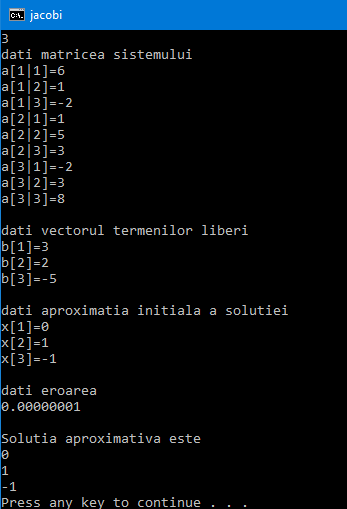 jacobi
3
dati matricea sistemului
a[1|1]=6
a[1|2]=1
a[1|3]=-2
a[2|1]=1
a[2|2]=5
a[2|3]=3
a[3|1]=-2
a[3|2]=3
a[3|3]=8
dati vectorul termenilor liberi
b[1]=3
b[2]=2
b[3]=-5
dati aproximatia initiala a solutiei
x[1]=0
x[2]=1
x[3]=-1
dati eroarea
0.00000001
Solutia aproximativa este
0
1
-1
Press any key to continue . . .